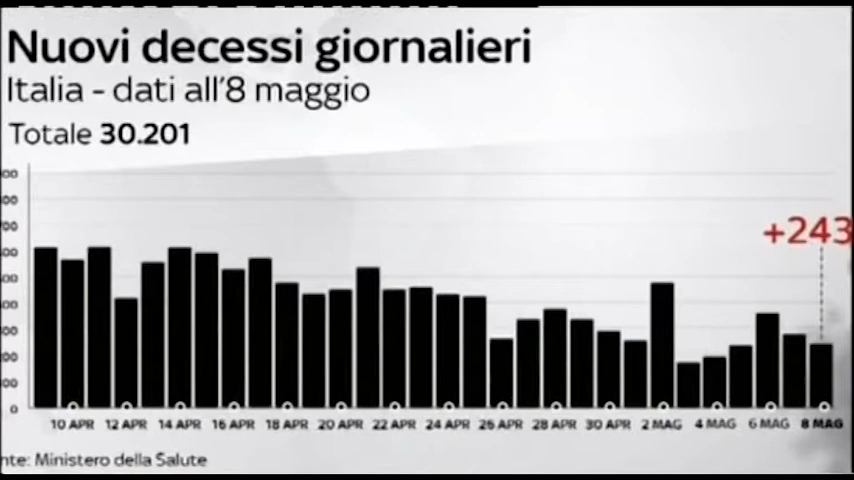 Nuovi decessi giornalieri
Italia - dati all'8 maggio
Totale 30.201
+243
0
10 APR 12 APR 14 APR 16 APR 18 APR 20 APR 22 APR 24 APR 26 APR 28 APR 30 APR 2 MAG 4 MAG 6 MAG 8 MAG
nte: Ministero della Salute